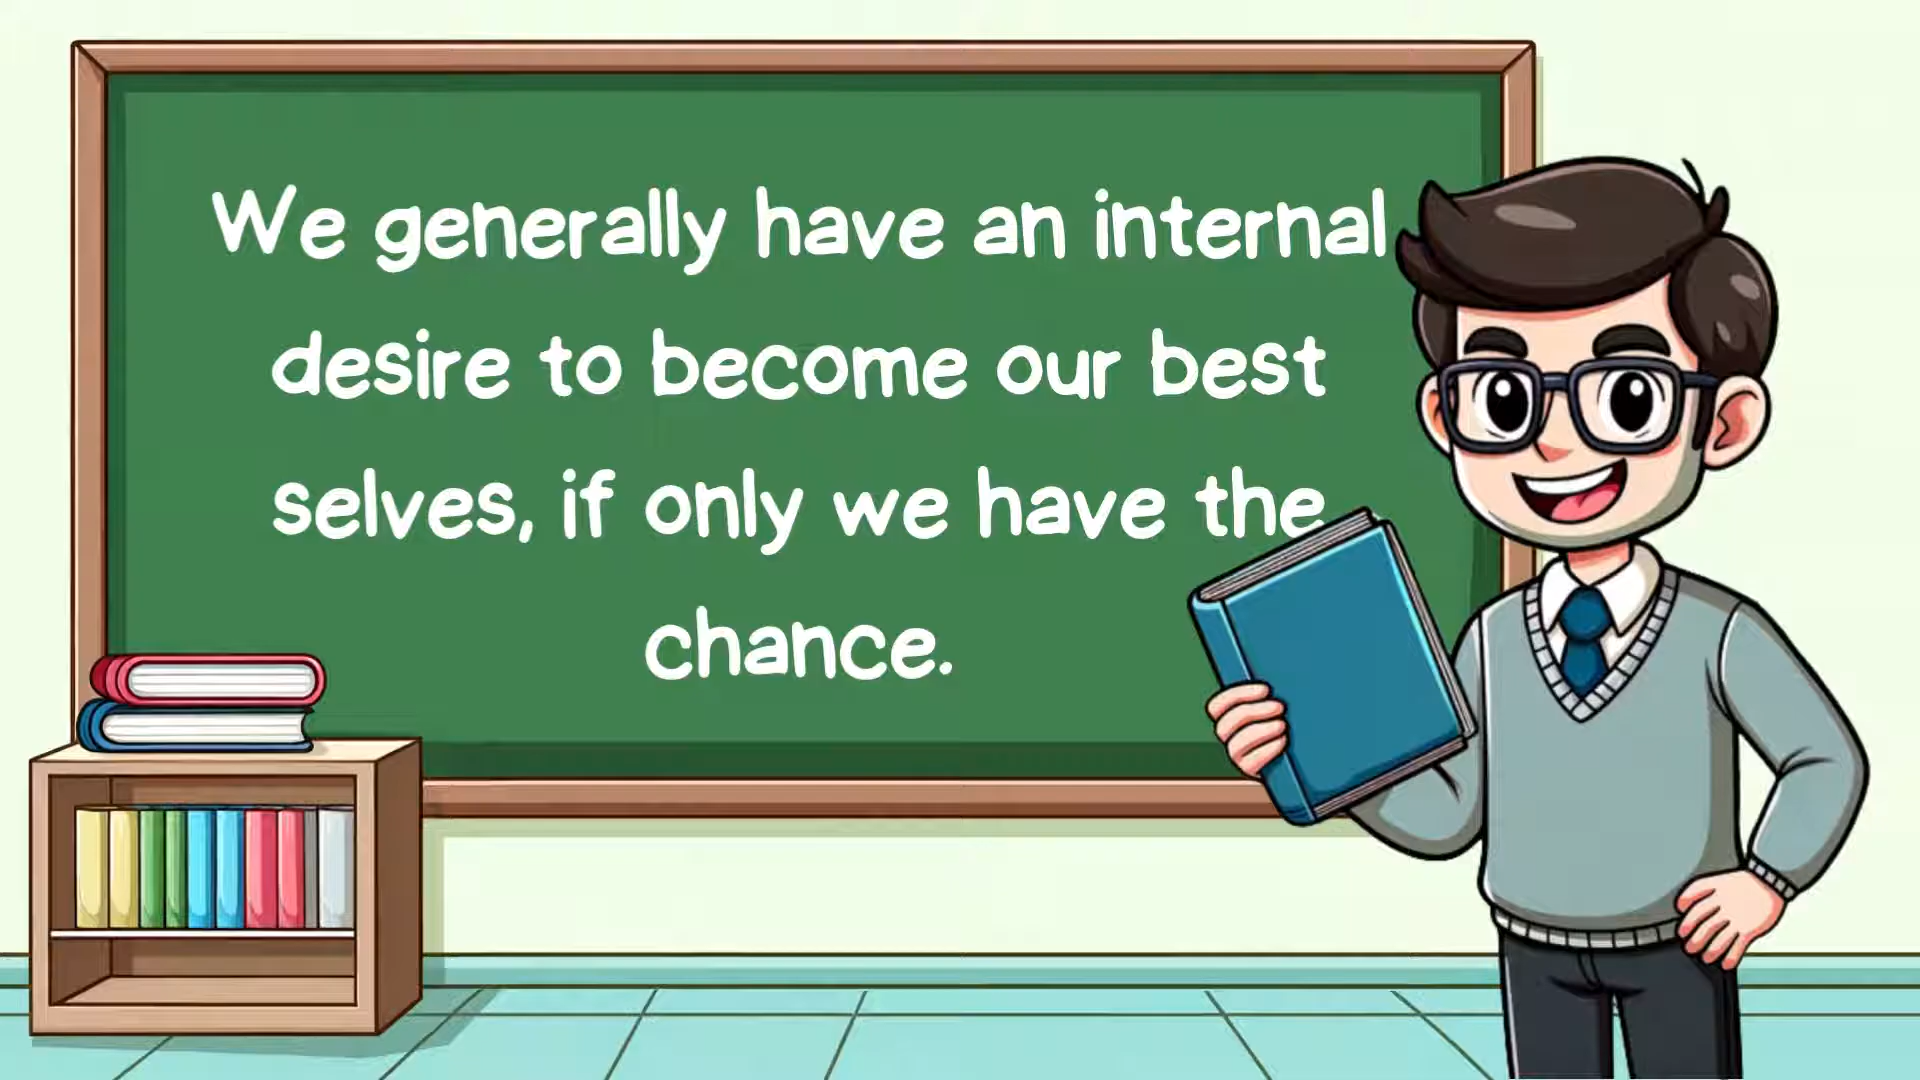 We generally have an internal
desire to become our best
selves, if only we have the
chance.